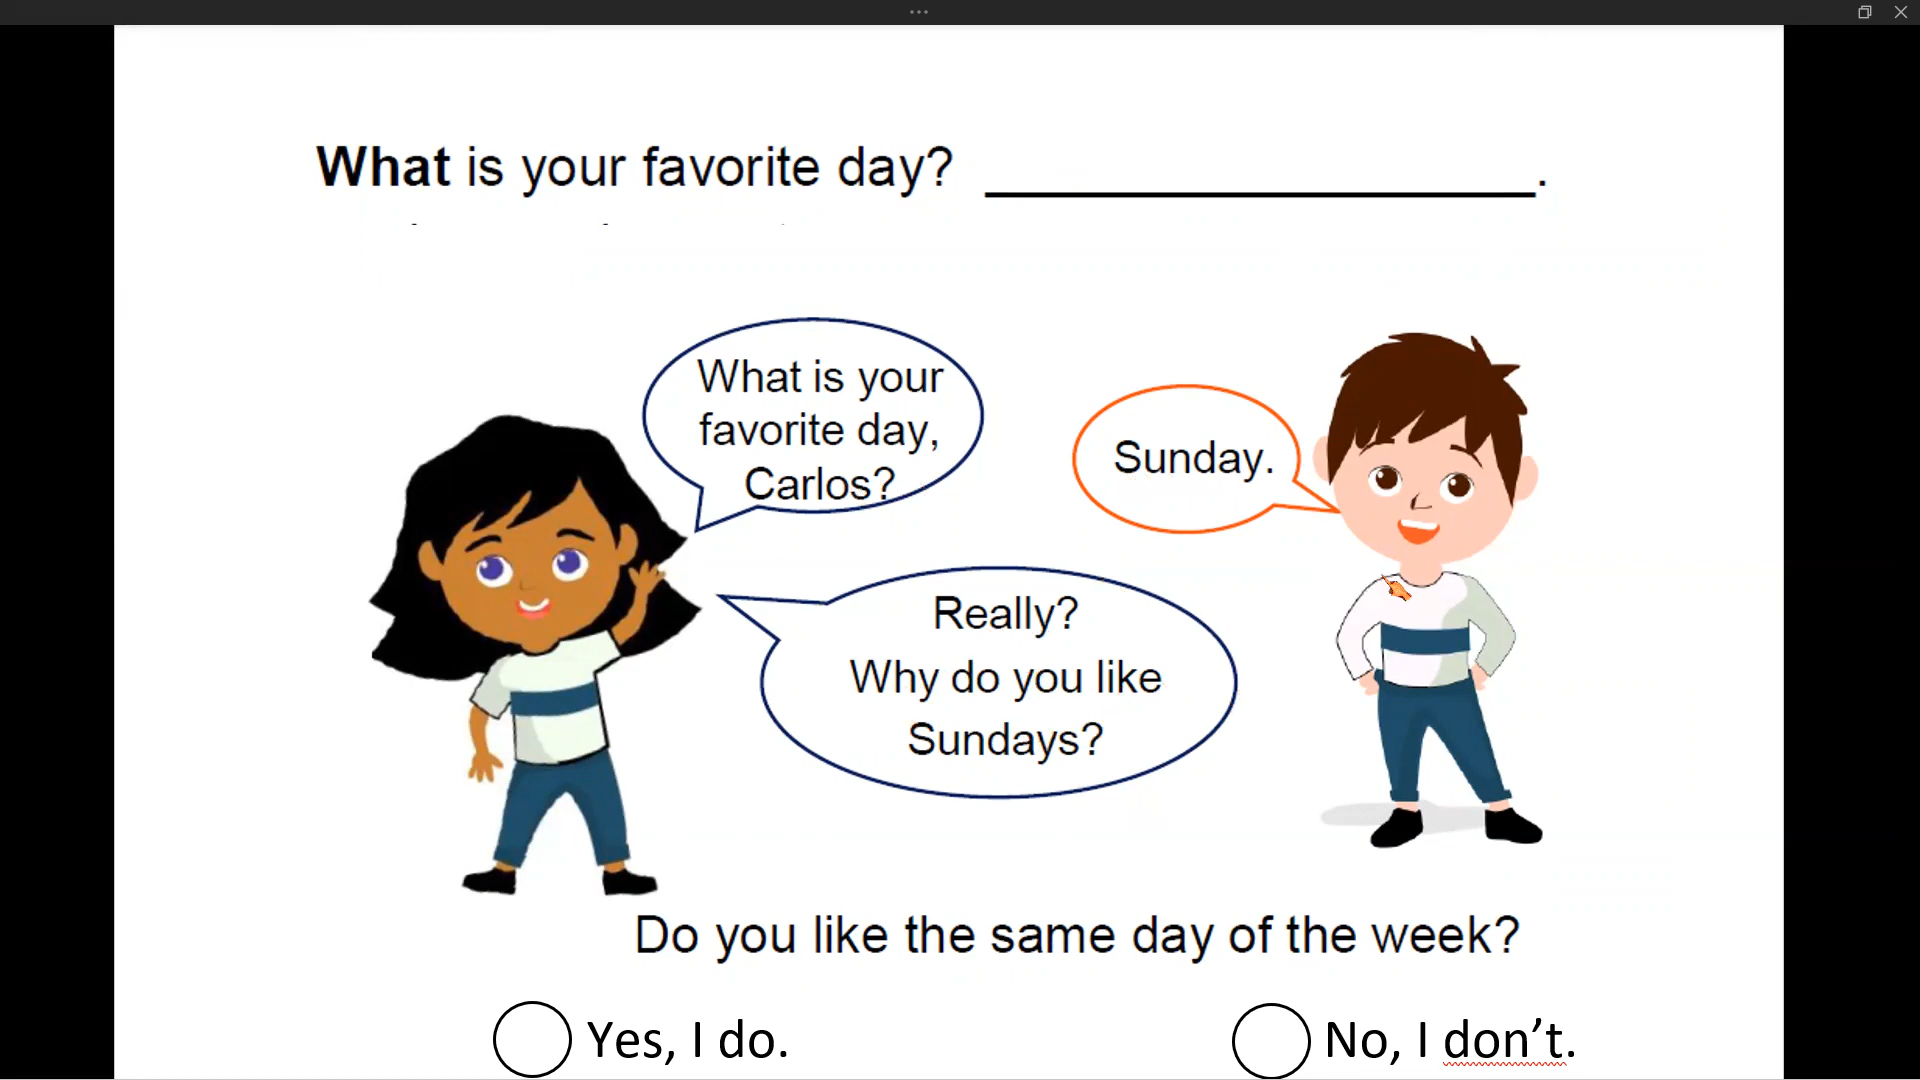 What is your favorite day? ____________________.
What is your
favorite day,
Carlos?
Sunday.
Really?
Why do you like
Sundays?
Do you like the same day of the week?
Yes, I do.
No, I don’t.